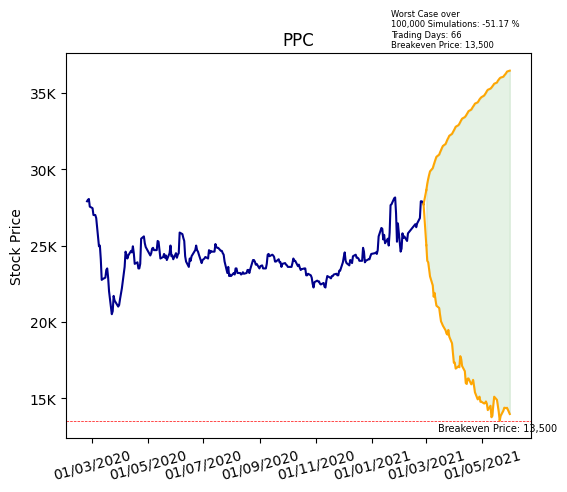 Worst Case over
100,000 Simulations: -51.17 %
Trading Days: 66
Breakeven Price: 13,500
PPC
Stock Price
35K
30K
25K
20K
15K
Breakeven Price: 13,500
01/03/2020
01/05/2020
01/07/2020
01/09/2020
01/11/2020
01/01/2021
01/03/2021
01/05/2021